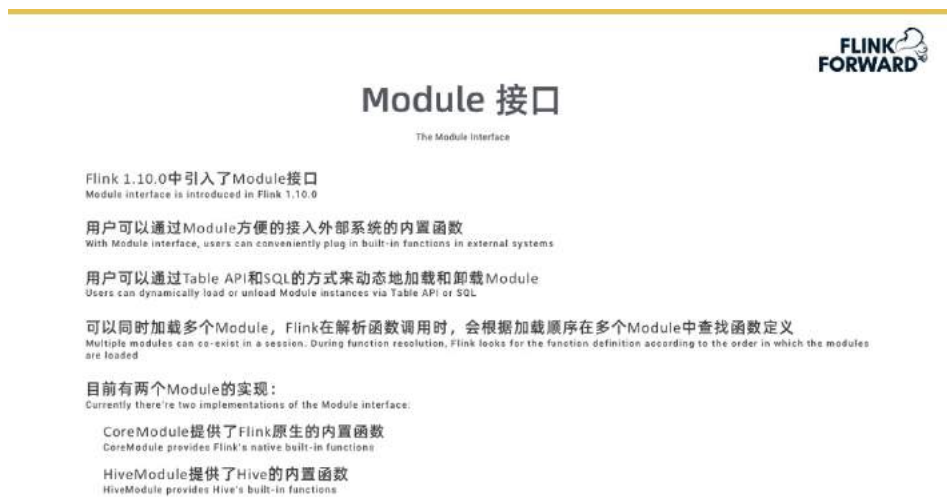 FLINK
FORWARD
Module 接口
The Module Interface
Flink 1.10.0中引入了Module接口
Module interface is introduced in Flink 1.10.0
用户可以通过Module方便的接入外部系统的内置函数
With Module interface, users can conveniently plug in built-in functions in external systems
用户可以通过Table API和SQL的方式来动态地加载和卸载Module
Users can dynamically load or unload Module instances via Table API or SQL
可以同时加载多个Module，Flink在解析函数调用时，会根据加载顺序在多个Module中查找函数定义
Multiple modules can co-exist in a session. During function resolution, Flink looks for the function definition according to the order in which the modules
are loaded
目前有两个Module的实现：
Currently there're two implementations of the Module interface:
CoreModule提供了Flink原生的内置函数
CoreModule provides Flink's native built-in functions
HiveModule提供了Hive的内置函数
HiveModule provides Hive's built-in functions